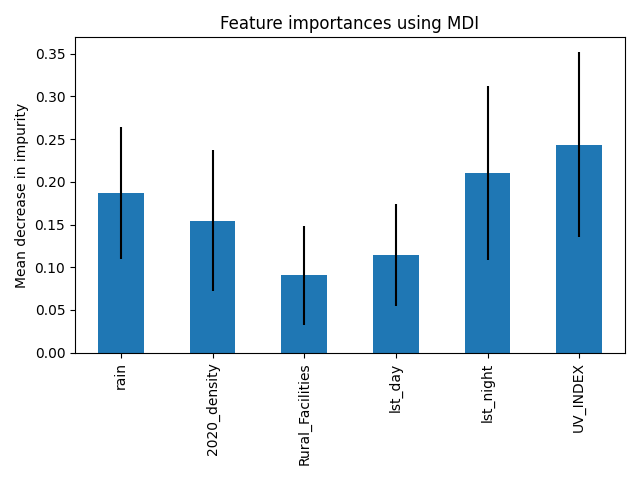 Feature importances using MDI
Mean decrease in impurity
0.35
0.30
0.25
0.20
0.15
0.10
0.05
0.00
rain
2020_density
Rural_Facilities
lst_day
lst_night
UV_INDEX